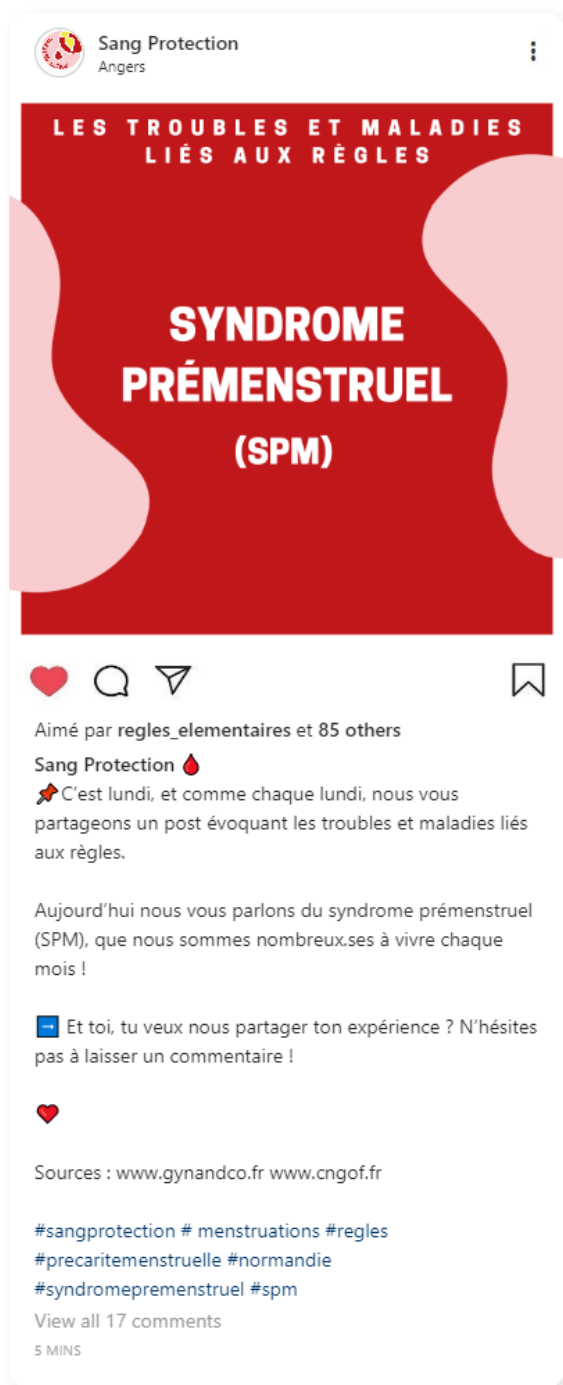 Sang Protection
Angers
LES TROUBLES ET MALADIES
LIÉS AUX RÈGLES
SYNDROME
PRÉMENSTRUEL
(SPM)
Aimé par regles_elementaires et 85 others
Sang Protection 🩸
📌C'est lundi, et comme chaque lundi, nous vous
partageons un post évoquant les troubles et maladies liés
aux règles.
Aujourd'hui nous vous parlons du syndrome prémenstruel
(SPM), que nous sommes nombreux.ses à vivre chaque
mois !
➡️ Et toi, tu veux nous partager ton expérience ? N'hésites
pas à laisser un commentaire !
❤️
Sources : www.gynandco.fr www.cngof.fr
#sangprotection # menstruations #regles
#precaritemenstruelle #normandie
#syndromepremenstruel #spm
View all 17 comments
5 MINS